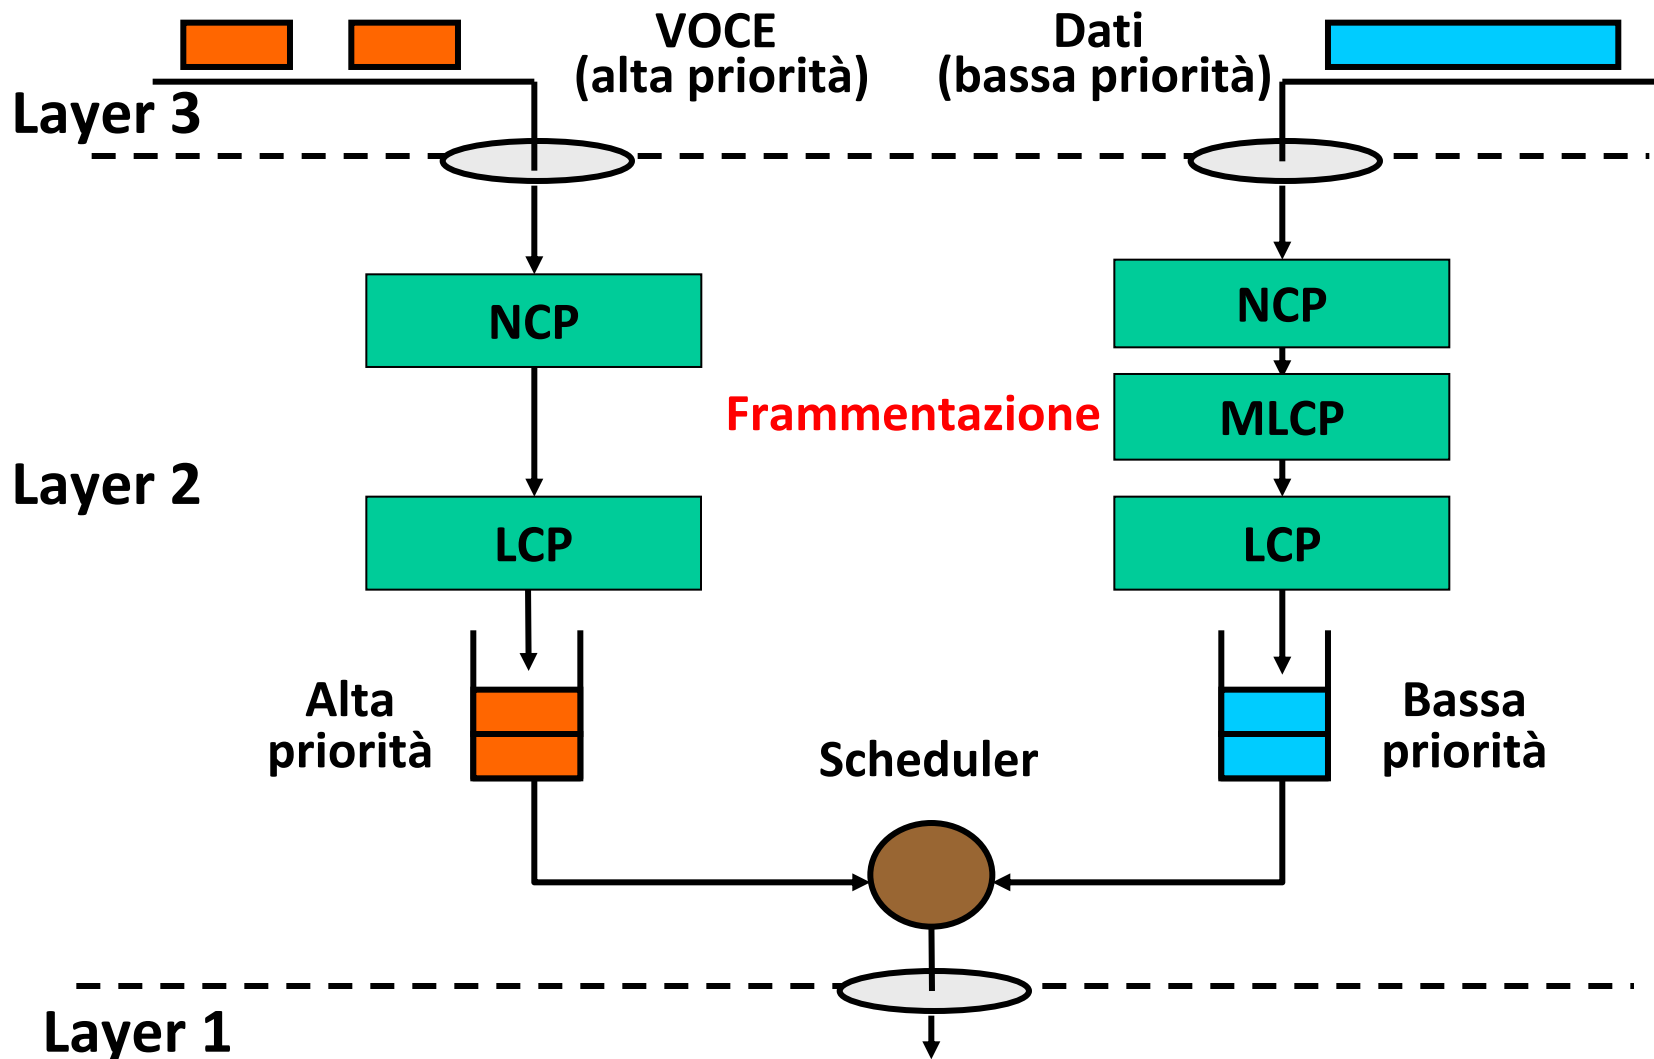 VOCE
(alta priorità)
Dati
(bassa priorità)
Layer 3
NCP
NCP
Frammentazione
MLCP
Layer 2
LCP
LCP
Alta
priorità
Scheduler
Bassa
priorità
Layer 1